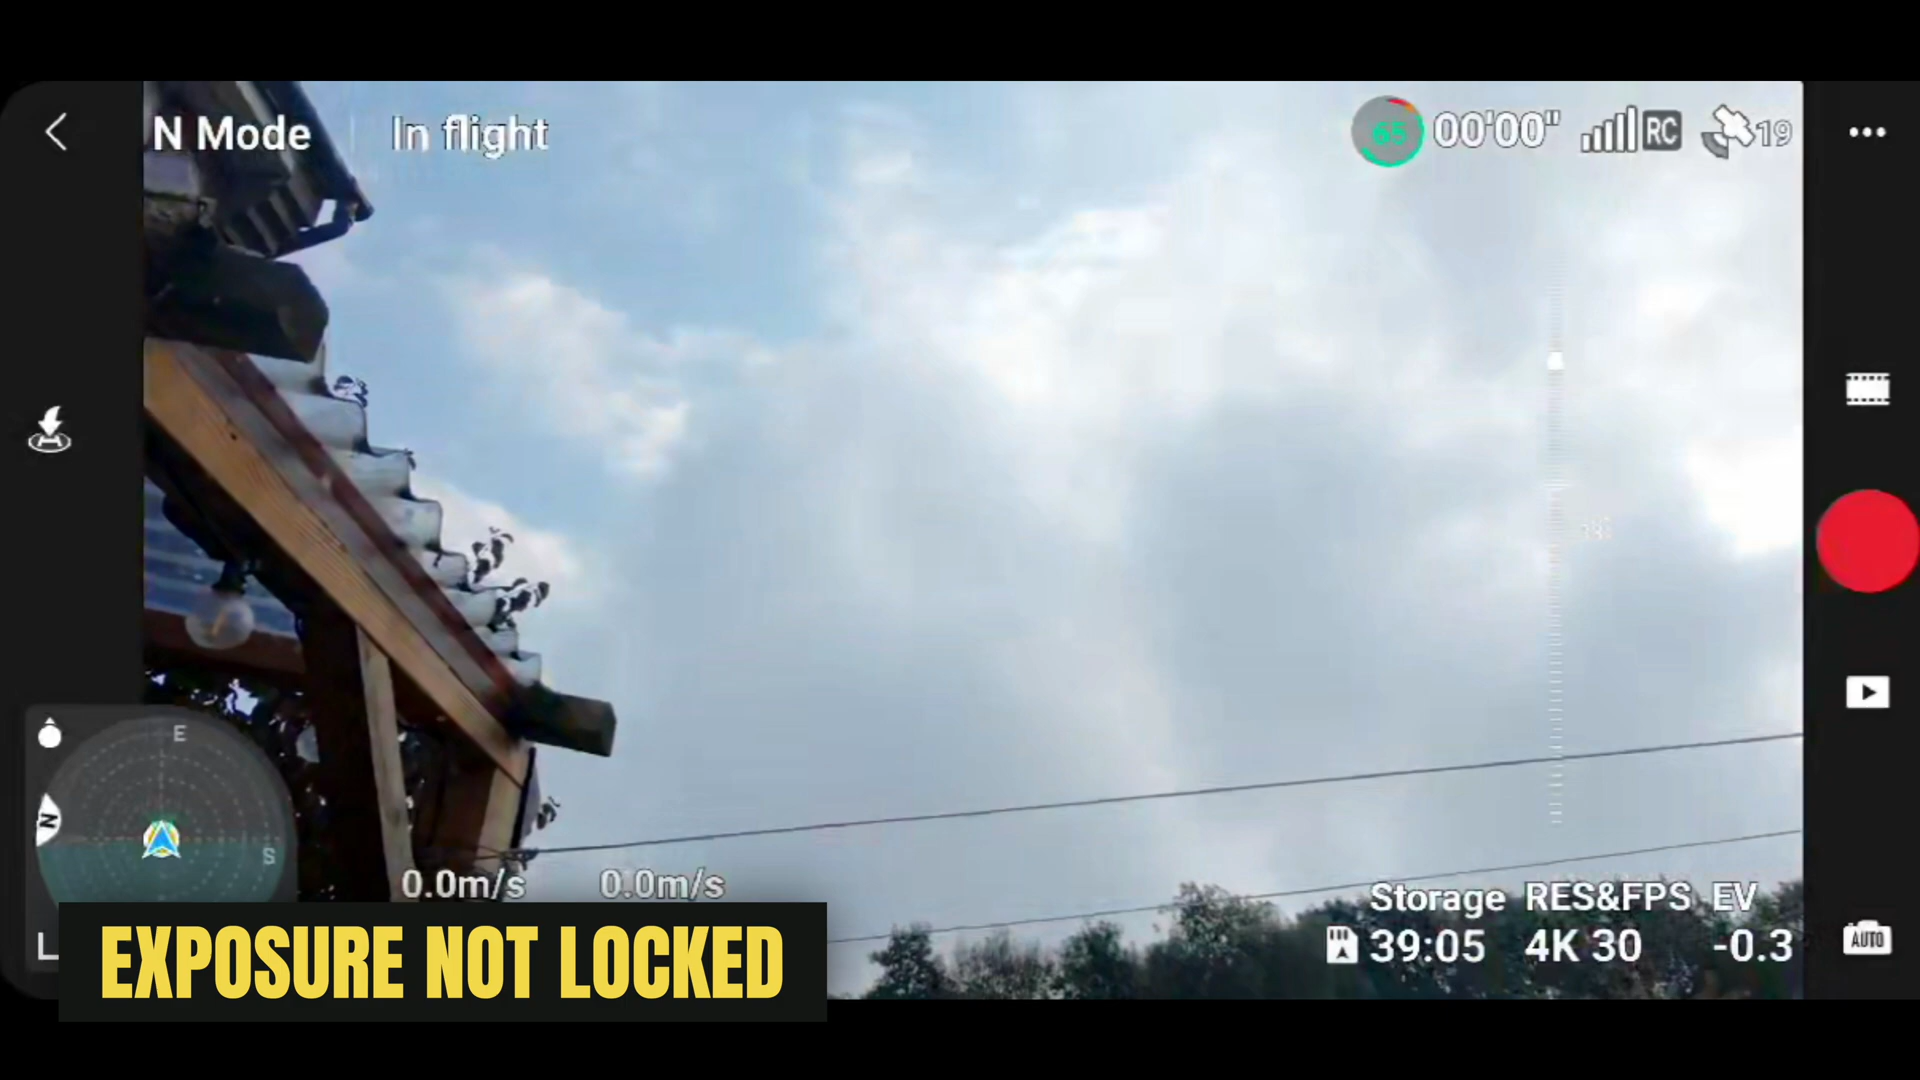 N Mode
In flight
65
00'00"
RC
19
E
N
S
0.0m/s
0.0m/s
Storage RES&FPS EV
39:05 4K 30 -0.3
AUTO
L
EXPOSURE NOT LOCKED